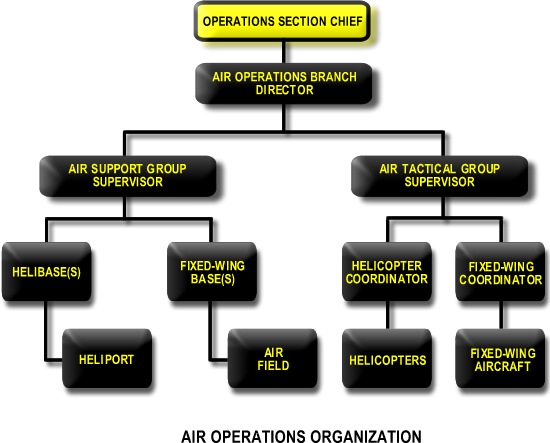 OPERATIONS SECTION CHIEF
AIR OPERATIONS BRANCH
DIRECTOR
AIR SUPPORT GROUP
SUPERVISOR
AIR TACTICAL GROUP
SUPERVISOR
HELIBASE(S)
FIXED-WING
BASE(S)
HELICOPTER
COORDINATOR
FIXED-WING
COORDINATOR
HELIPORT
AIR
FIELD
HELICOPTERS
FIXED-WING
AIRCRAFT
AIR OPERATIONS ORGANIZATION